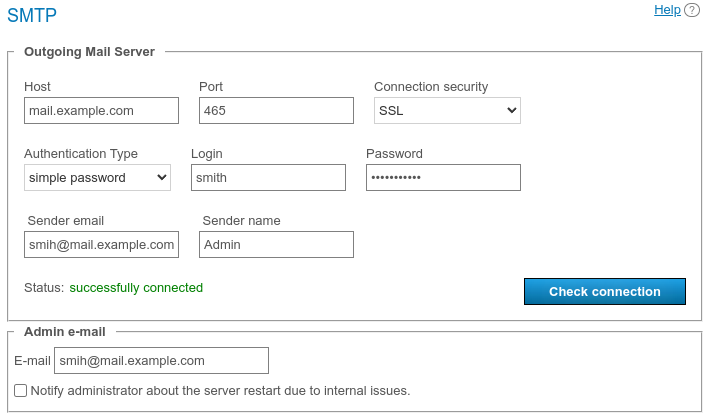 SMTP
Help ?
Outgoing Mail Server
Host Port Connection security
mail.example.com 465 SSL
Authentication Type Login Password
simple password smith •••••••••••
Sender email Sender name
smih@mail.example.com Admin
Status: successfully connected Check connection
Admin e-mail
E-mail smih@mail.example.com
Notify administrator about the server restart due to internal issues.